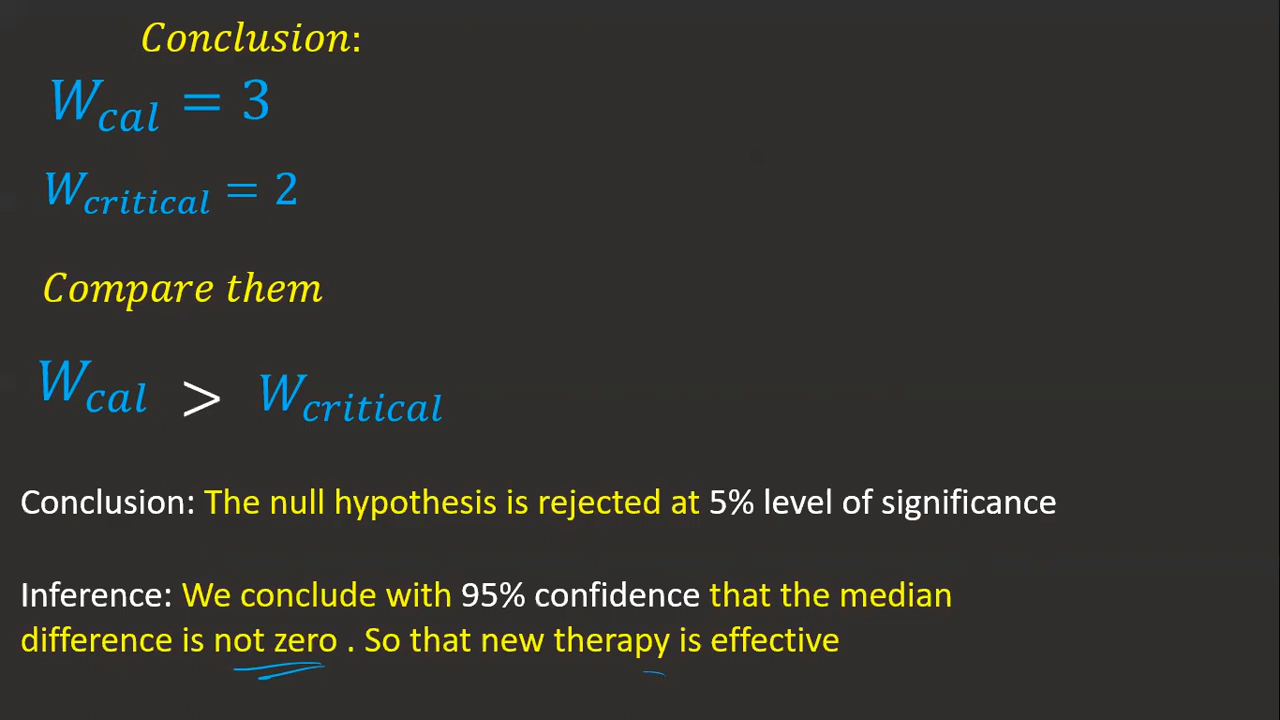 Conclusion:
W_cal = 3
W_critical = 2
Compare them
W_cal > W_critical
Conclusion: The null hypothesis is rejected at 5% level of significance
Inference: We conclude with 95% confidence that the median
difference is not zero . So that new therapy is effective